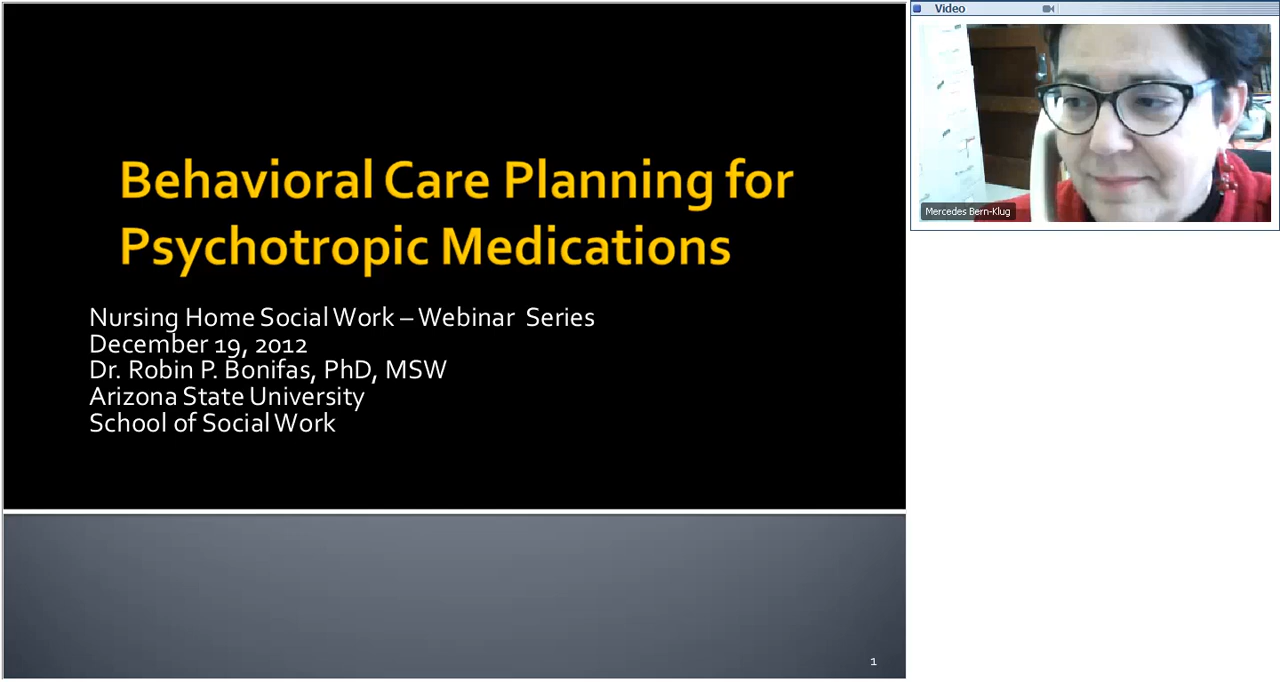 Behavioral Care Planning for
Psychotropic Medications
Nursing Home Social Work – Webinar Series
December 19, 2012
Dr. Robin P. Bonifas, PhD, MSW
Arizona State University
School of Social Work
1
Video
Mercedes Bern-Klug